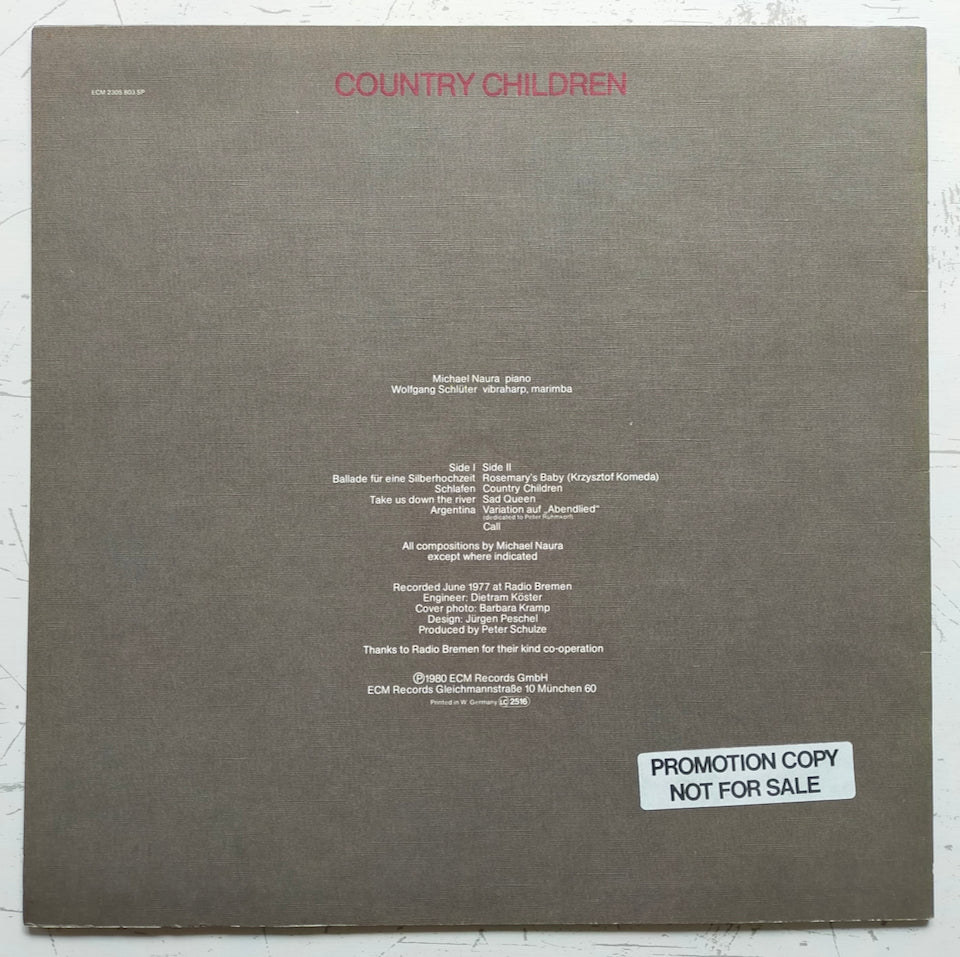 COUNTRY CHILDREN
ECM 2305 803 SP
Michael Naura piano
Wolfgang Schlüter vibraharp, marimba
Side I Side II
Ballade für eine Silberhochzeit Rosemary's Baby (Krzysztof Komeda)
Schlafen Country Children
Take us down the river Sad Queen
Argentina Variation auf „Abendlied“
(dedicated to Peter Rühmkorf)
Call
All compositions by Michael Naura
except where indicated
Recorded June 1977 at Radio Bremen
Engineer: Dietram Köster
Cover photo: Barbara Kramp
Design: Jürgen Peschel
Produced by Peter Schulze
Thanks to Radio Bremen for their kind co-operation
Ⓟ1980 ECM Records GmbH
ECM Records Gleichmannstraße 10 München 60
Printed in W. Germany LC 2516
PROMOTION COPY
NOT FOR SALE